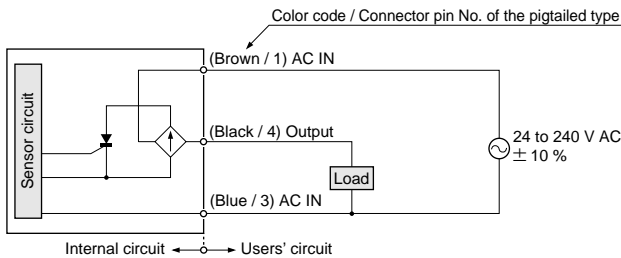 Color code / Connector pin No. of the pigtailed type
(Brown / 1) AC IN
Sensor circuit
(Black / 4) Output
24 to 240 V AC
± 10 %
Load
(Blue / 3) AC IN
Internal circuit
Users' circuit